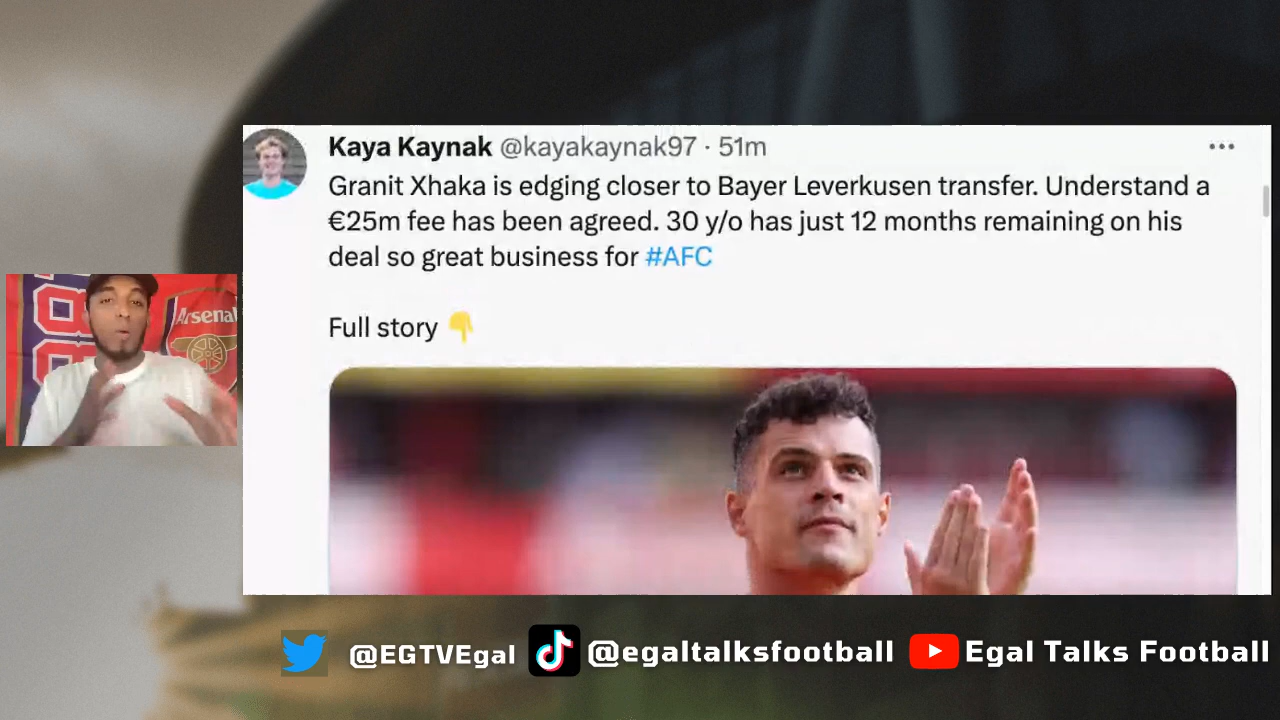 Kaya Kaynak @kayakaynak97 · 51m
Granit Xhaka is edging closer to Bayer Leverkusen transfer. Understand a
€25m fee has been agreed. 30 y/o has just 12 months remaining on his
deal so great business for #AFC
Full story 👇
Arsenal
@EGTVEgal @egaltalksfootball Egal Talks Football